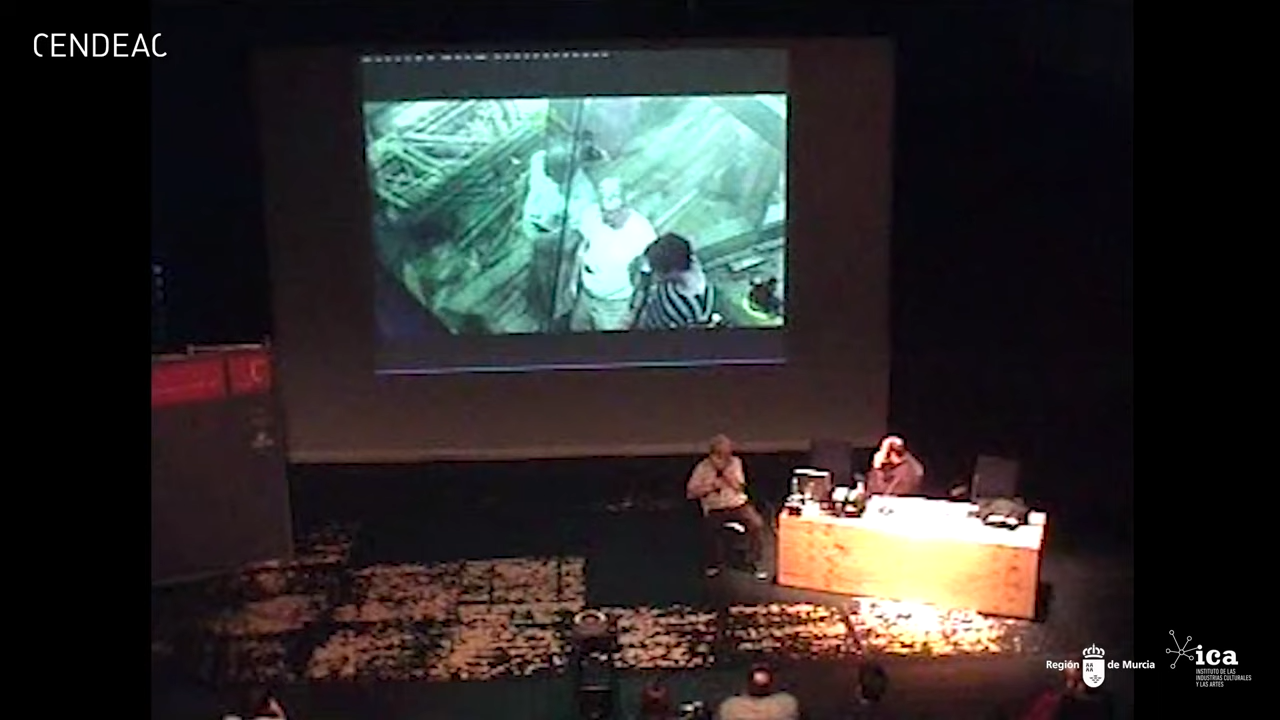 CENDEAC
Región de Murcia
ica
INSTITUTO DE LAS
INDUSTRIAS CULTURALES
Y LAS ARTES